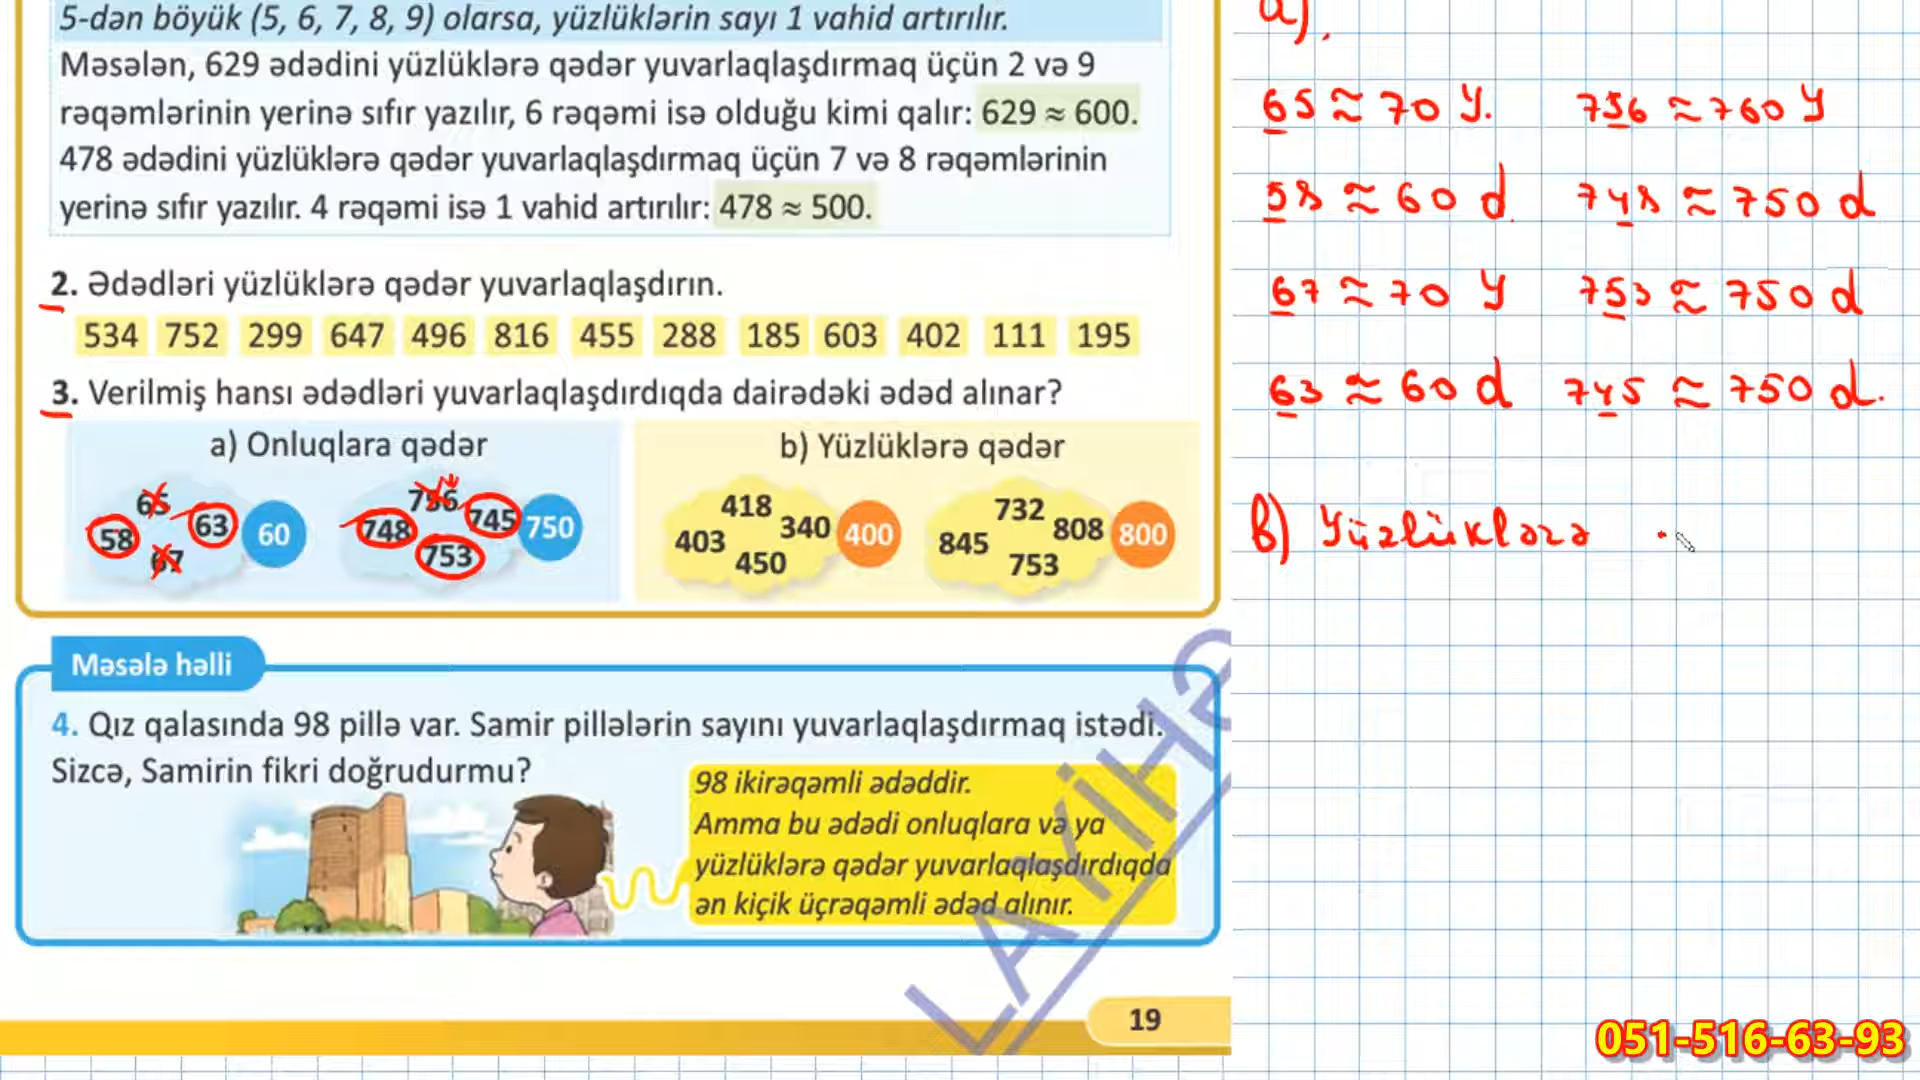 5-dən böyük (5, 6, 7, 8, 9) olarsa, yüzlüklərin sayı 1 vahid artırılır.
Məsələn, 629 ədədini yüzlüklərə qədər yuvarlaqlaşdırmaq üçün 2 və 9
rəqəmlərinin yerinə sıfır yazılır, 6 rəqəmi isə olduğu kimi qalır: 629 ≈ 600.
478 ədədini yüzlüklərə qədər yuvarlaqlaşdırmaq üçün 7 və 8 rəqəmlərinin
yerinə sıfır yazılır. 4 rəqəmi isə 1 vahid artırılır: 478 ≈ 500.
2. Ədədləri yüzlüklərə qədər yuvarlaqlaşdırın.
534 752 299 647 496 816 455 288 185 603 402 111 195
3. Verilmiş hansı ədədləri yuvarlaqlaşdırdıqda dairədəki ədəd alınar?
a) Onluqlara qədər
65
58 63 60
67
756
748 745 750
753
b) Yüzlüklərə qədər
418
403 340 400
450
732
845 808 800
753
Məsələ həlli
4. Qız qalasında 98 pillə var. Samir pillələrin sayını yuvarlaqlaşdırmaq istədi.
Sizcə, Samirin fikri doğrudurmu?
98 ikirəqəmli ədəddir.
Amma bu ədədi onluqlara və ya
yüzlüklərə qədər yuvarlaqlaşdırdıqda
ən kiçik üçrəqəmli ədəd alınır.
LAYİHƏ
19
a).
65 ≈ 70 y. 756 ≈ 760 y
58 ≈ 60 d. 748 ≈ 750 d
67 ≈ 70 y 753 ≈ 750 d
63 ≈ 60 d 745 ≈ 750 d.
b) Yüzlüklərə
051-516-63-93